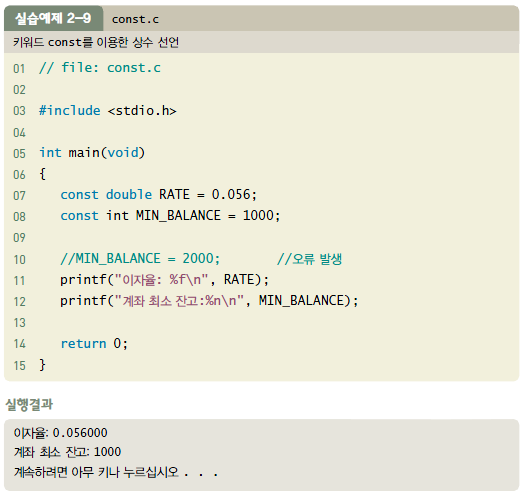 실습예제 2-9 const.c
키워드 const를 이용한 상수 선언
01 // file: const.c
02
03 #include <stdio.h>
04
05 int main(void)
06 {
07 const double RATE = 0.056;
08 const int MIN_BALANCE = 1000;
09
10 //MIN_BALANCE = 2000; //오류 발생
11 printf("이자율: %f\n", RATE);
12 printf("계좌 최소 잔고:%n\n", MIN_BALANCE);
13
14 return 0;
15 }
실행결과
이자율: 0.056000
계좌 최소 잔고: 1000
계속하려면 아무 키나 누르십시오 . . .